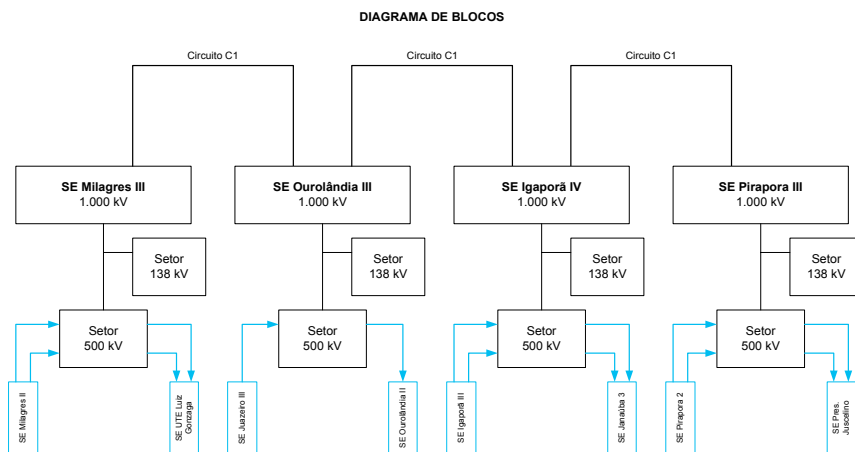 DIAGRAMA DE BLOCOS
Circuito C1
Circuito C1
Circuito C1
SE Milagres III
1.000 kV
SE Ourolândia III
1.000 kV
SE Igaporã IV
1.000 kV
SE Pirapora III
1.000 kV
Setor
138 kV
Setor
138 kV
Setor
138 kV
Setor
138 kV
Setor
500 kV
Setor
500 kV
Setor
500 kV
Setor
500 kV
SE Milagres II
SE UTE Luiz
Gonzaga
SE Juazeiro III
SE Ourolândia II
SE Igaporã III
SE Janaúba 3
SE Pirapora 2
SE Pres.
Juscelino